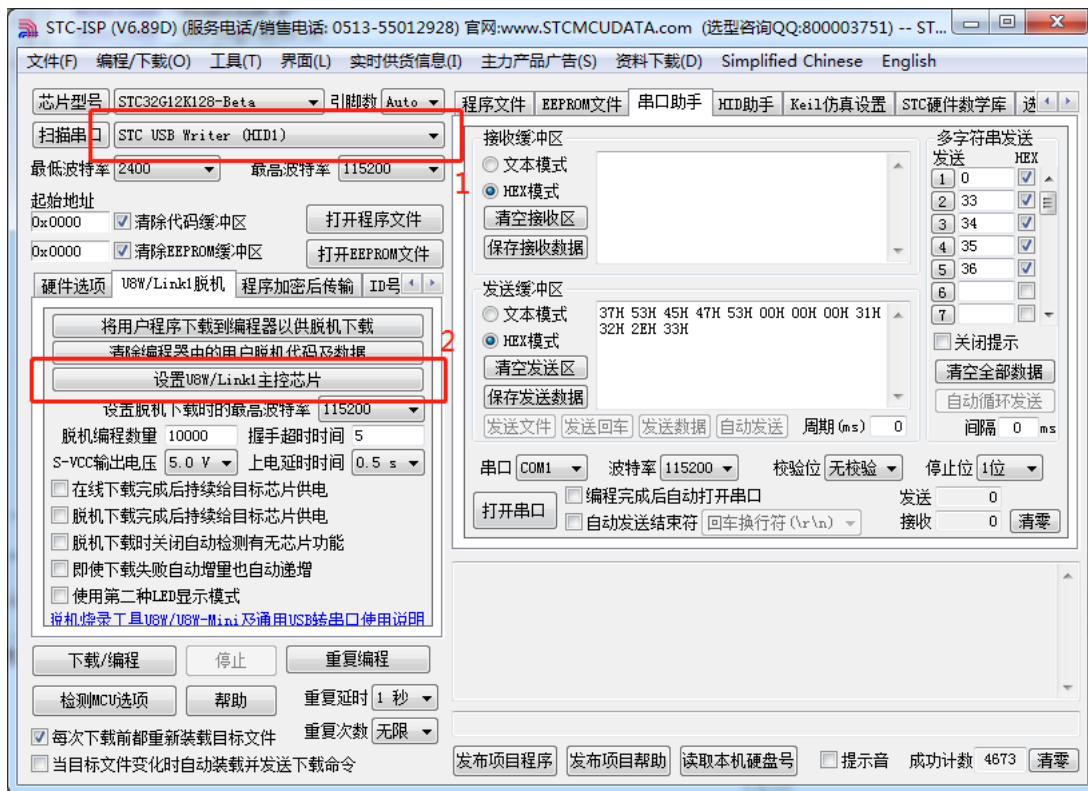 STC-ISP (V6.89D) (服务电话/销售电话: 0513-55012928) 官网:www.STCMCUDATA.com (选型咨询QQ:800003751) -- ST...
文件(F) 编程/下载(O) 工具(T) 界面(L) 实时供货信息(I) 主力产品广告(S) 资料下载(D) Simplified Chinese English
芯片型号 STC32G12K128-Beta 引脚数 Auto
扫描串口 STC USB Writer (HID1)
1
最低波特率 2400 最高波特率 115200
起始地址
0x0000 清除代码缓冲区 打开程序文件
0x0000 清除EEPROM缓冲区 打开EEPROM文件
硬件选项 U8W/Link1脱机 程序加密后传输 ID号
将用户程序下载到编程器以供脱机下载
2
清除编程器中的用户脱机代码及数据
设置U8W/Link1主控芯片
设置脱机下载时的最高波特率 115200
脱机编程数量 10000 握手超时时间 5
S-VCC输出电压 5.0 V 上电延时时间 0.5 s
在线下载完成后持续给目标芯片供电
脱机下载完成后持续给目标芯片供电
脱机下载时关闭自动检测有无芯片功能
即使下载失败自动增量也自动递增
使用第二种LED显示模式
脱机烧录工具U8W/U8W-Mini及通用USB转串口使用说明
下载/编程 停止 重复编程
检测MCU选项 帮助 重复延时 1 秒
重复次数 无限
每次下载前都重新装载目标文件
当目标文件变化时自动装载并发送下载命令
程序文件 EEPROM文件 串口助手 HID助手 Keil仿真设置 STC硬件数学库 选
接收缓冲区
文本模式
HEX模式
清空接收区
保存接收数据
发送缓冲区
文本模式 37H 53H 45H 47H 53H 00H 00H 00H 31H
HEX模式 32H 2EH 33H
清空发送区
保存发送数据
发送文件 发送回车 发送数据 自动发送 周期(ms) 0
多字符串发送
发送 HEX
1 0
2 33
3 34
4 35
5 36
6
7
关闭提示
清空全部数据
自动循环发送
间隔 0 ms
串口 COM1 波特率 115200 校验位 无校验 停止位 1位
打开串口 编程完成后自动打开串口 发送 0
自动发送结束符 回车换行符(\r\n) 接收 0 清零
发布项目程序 发布项目帮助 读取本机硬盘号 提示音 成功计数 4673 清零